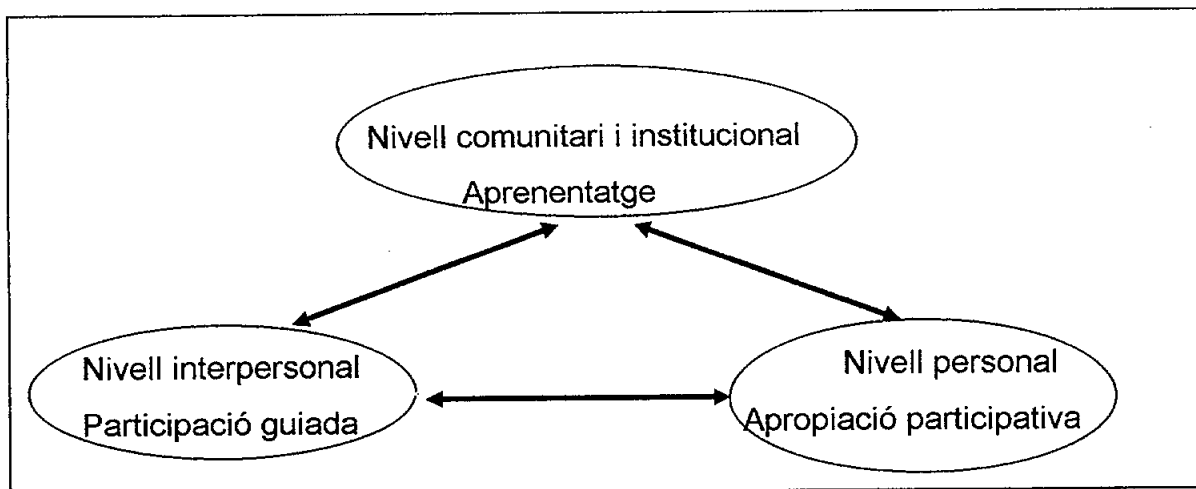 Nivell comunitari i institucional
Aprenentatge
Nivell interpersonal
Participació guiada
Nivell personal
Apropiació participativa